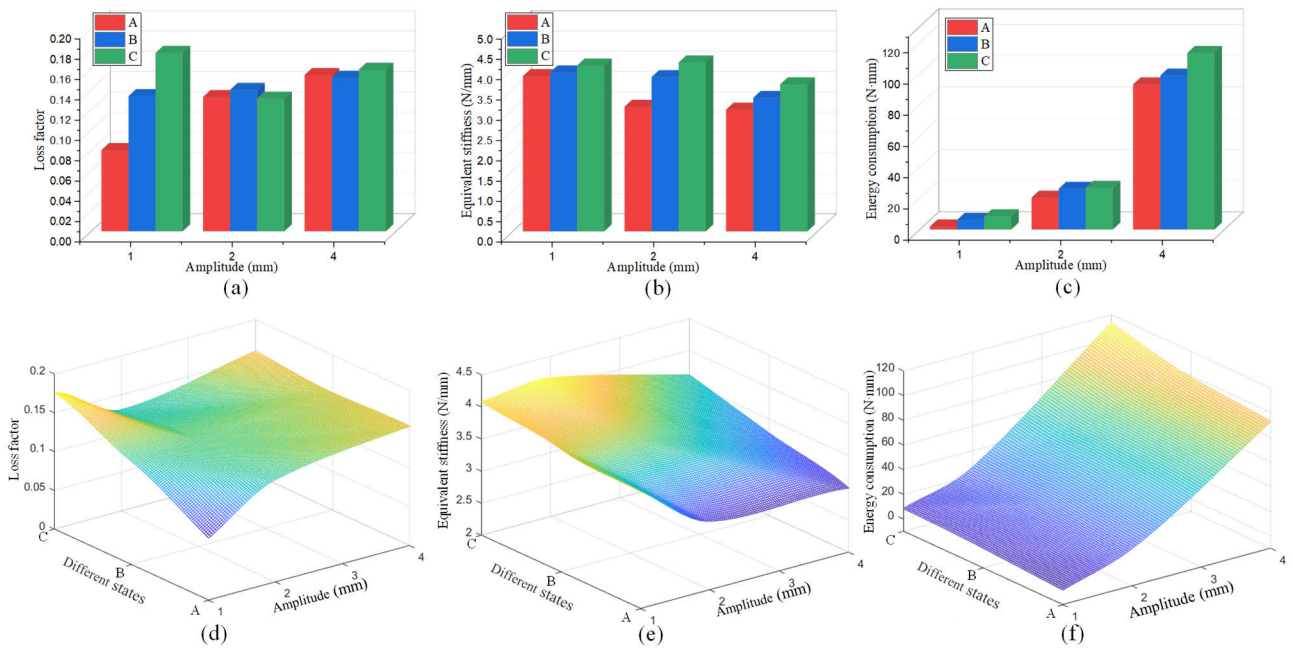 A
B
C
0.20
0.20
0.18
0.16
0.14
0.12
0.10
0.08
0.06
0.04
0.02
0.00
Loss factor
1
2
4
Amplitude (mm)
(a)
A
B
C
5.0
4.5
4.0
3.5
3.0
2.5
2.0
1.5
1.0
0.5
0.0
Equivalent stiffness (N/mm)
1
2
4
Amplitude (mm)
(b)
A
B
C
120
100
80
60
40
20
0
Energy consumption (N·mm)
1
2
4
Amplitude (mm)
(c)
0.2
0.15
0.1
0.05
0
Loss factor
C
B
A
Different states
1
2
3
4
Amplitude (mm)
(d)
4.5
4
3.5
3
2.5
2
Equivalent stiffness (N/mm)
C
B
A
Different states
1
2
3
4
Amplitude (mm)
(e)
120
100
80
60
40
20
0
Energy consumption (N·mm)
C
B
A
Different states
1
2
3
4
Amplitude (mm)
(f)